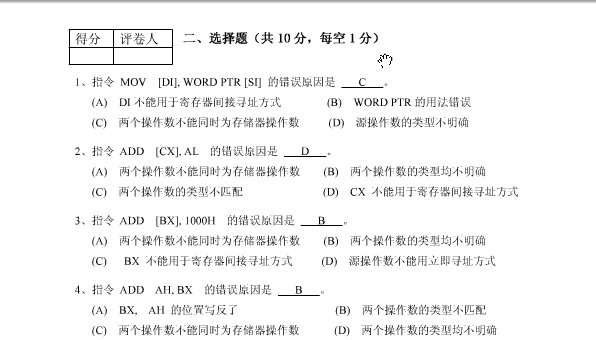 得分 评卷人 二、选择题（共 10 分，每空 1 分）
1、指令 MOV [DI], WORD PTR [SI] 的错误原因是 C 。
(A) DI 不能用于寄存器间接寻址方式 (B) WORD PTR 的用法错误
(C) 两个操作数不能同时为存储器操作数 (D) 源操作数的类型不明确
2、指令 ADD [CX], AL 的错误原因是 D 。
(A) 两个操作数不能同时为存储器操作数 (B) 两个操作数的类型均不明确
(C) 两个操作数的类型不匹配 (D) CX 不能用于寄存器间接寻址方式
3、指令 ADD [BX], 1000H 的错误原因是 B 。
(A) 两个操作数不能同时为存储器操作数 (B) 两个操作数的类型均不明确
(C) BX 不能用于寄存器间接寻址方式 (D) 源操作数不能用立即寻址方式
4、指令 ADD AH, BX 的错误原因是 B 。
(A) BX, AH 的位置写反了 (B) 两个操作数的类型不匹配
(C) 两个操作数不能同时为存储器操作数 (D) 两个操作数的类型均不明确